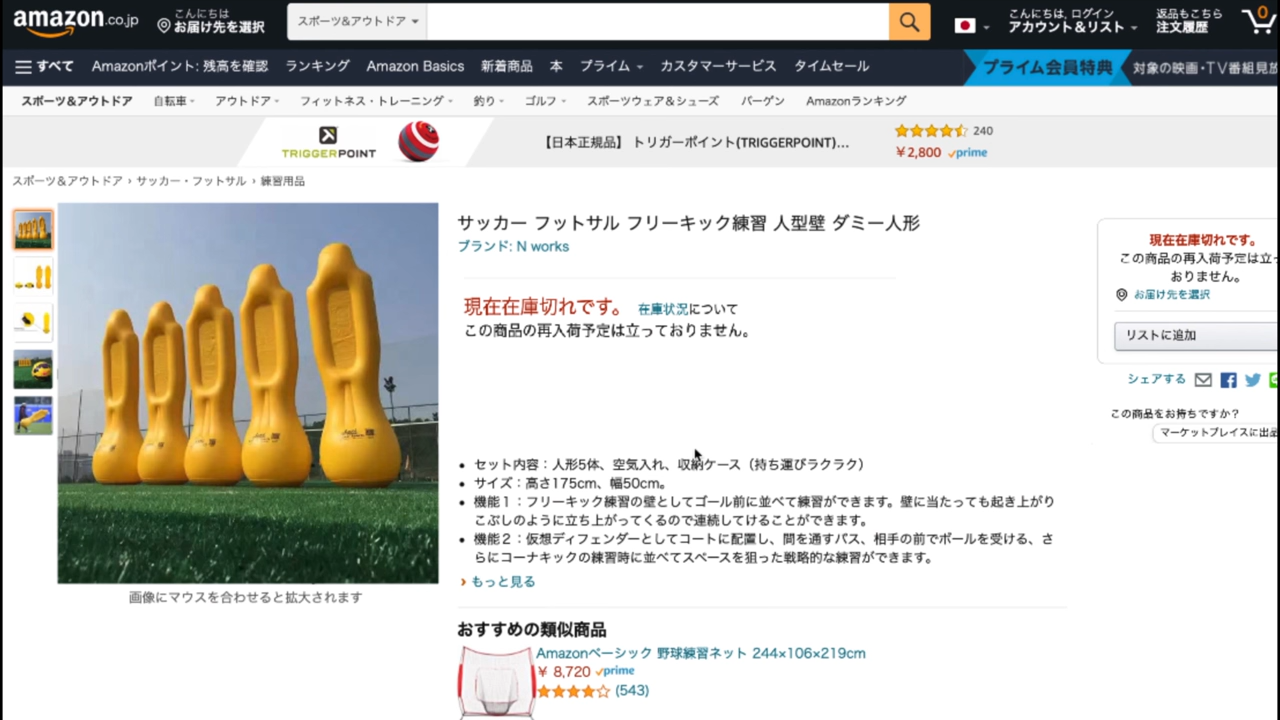 amazon.co.jp
こんにちは
お届け先を選択
スポーツ&アウトドア
こんにちは, ログイン
アカウント&リスト
返品もこちら
注文履歴
0
すべて
Amazonポイント: 残高を確認
ランキング
Amazon Basics
新着商品
本
プライム
カスタマーサービス
タイムセール
プライム会員特典
対象の映画・TV番組見放
スポーツ&アウトドア
自転車
アウトドア
フィットネス・トレーニング
釣り
ゴルフ
スポーツウェア&シューズ
バーゲン
Amazonランキング
TRIGGERPOINT
【日本正規品】 トリガーポイント(TRIGGERPOINT)...
240
¥2,800 prime
スポーツ&アウトドア › サッカー・フットサル › 練習用品
サッカー フットサル フリーキック練習 人型壁 ダミー人形
ブランド: N works
現在在庫切れです。 在庫状況について
この商品の再入荷予定は立っておりません。
現在在庫切れです。
この商品の再入荷予定は立っ
おりません。
お届け先を選択
リストに追加
シェアする
この商品をお持ちですか?
マーケットプレイスに出品
• セット内容：人形5体、空気入れ、収納ケース（持ち運びラクラク）
• サイズ：高さ175cm、幅50cm。
• 機能１：フリーキック練習の壁としてゴール前に並べて練習ができます。壁に当たっても起き上がり
こぶしのように立ち上がってくるので連続してけることができます。
• 機能２：仮想ディフェンダーとしてコートに配置し、間を通すパス、相手の前でボールを受ける、さ
らにコーナキックの練習時に並べてスペースを狙った戦略的な練習ができます。
› もっと見る
画像にマウスを合わせると拡大されます
おすすめの類似商品
Amazonベーシック 野球練習ネット 244×106×219cm
¥ 8,720 prime
(543)